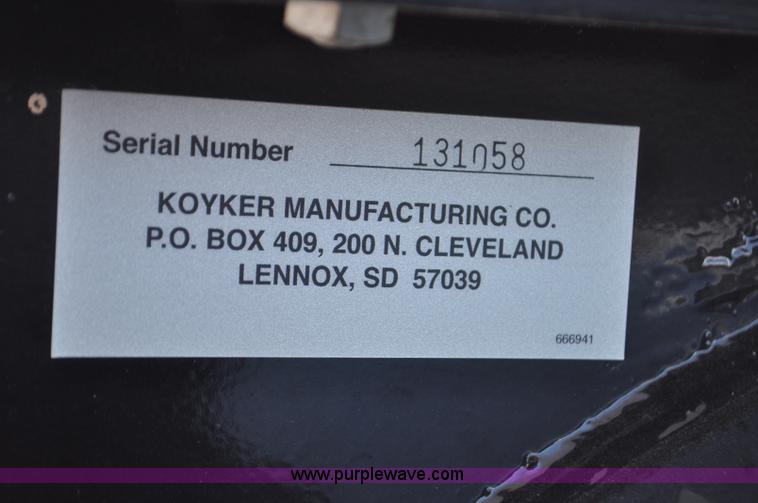 Serial Number 131058
KOYKER MANUFACTURING CO.
P.O. BOX 409, 200 N. CLEVELAND
LENNOX, SD 57039
666941
www.purplewave.com